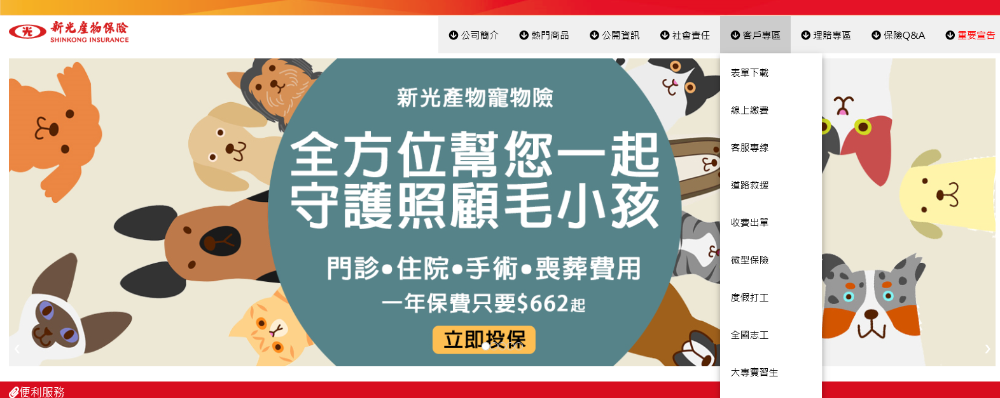 光 新光產物保險
SHINKONG INSURANCE
公司簡介 熱門商品 公開資訊 社會責任 客戶專區 理賠專區 保險Q&A 重要宣告
表單下載
線上繳費
客服專線
道路救援
收費出單
微型保險
度假打工
全國志工
大專實習生
新光產物寵物險
全方位幫您一起
守護照顧毛小孩
門診•住院•手術•喪葬費用
一年保費只要$662起
立即投保
便利服務